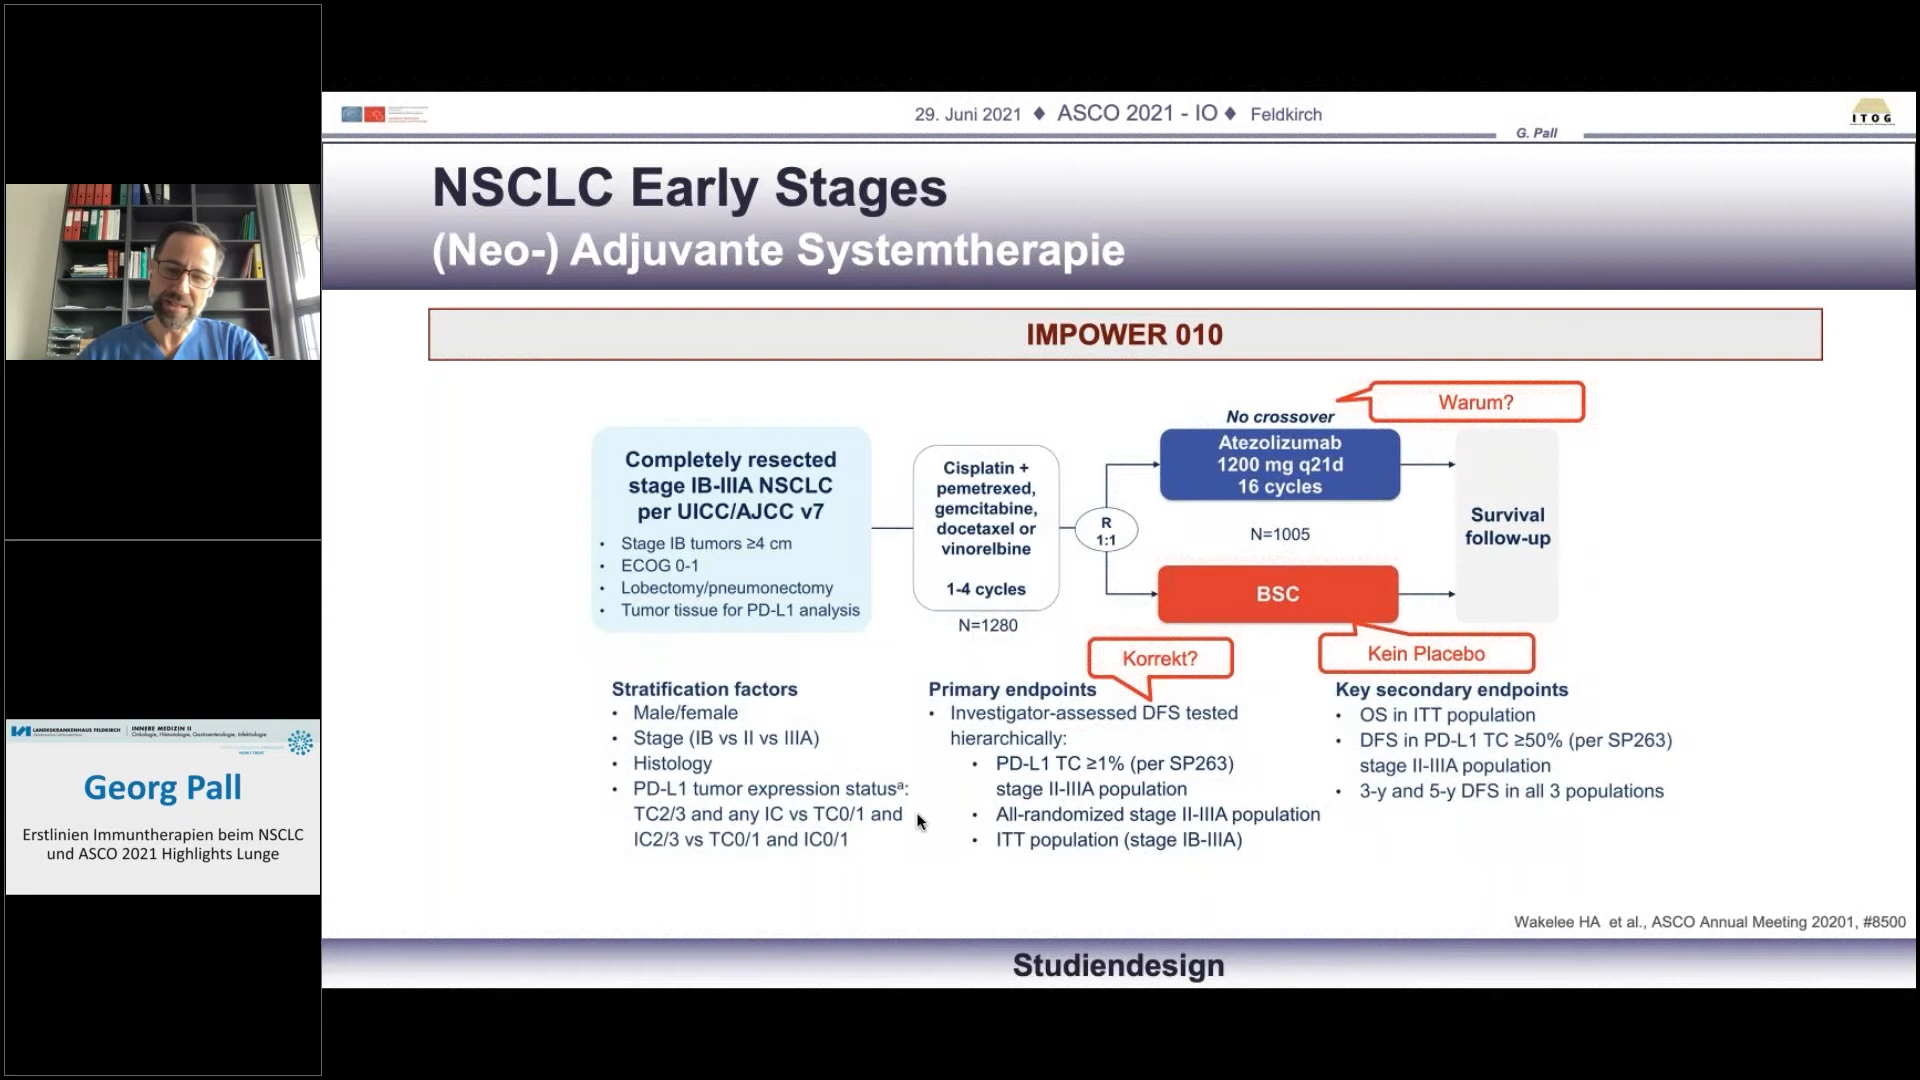 29. Juni 2021 ♦ ASCO 2021 - IO ♦ Feldkirch
ITOG
G. Pall
NSCLC Early Stages
(Neo-) Adjuvante Systemtherapie
IMPOWER 010
Completely resected
stage IB-IIIA NSCLC
per UICC/AJCC v7
• Stage IB tumors ≥4 cm
• ECOG 0-1
• Lobectomy/pneumonectomy
• Tumor tissue for PD-L1 analysis
Cisplatin +
pemetrexed,
gemcitabine,
docetaxel or
vinorelbine
1-4 cycles
N=1280
R
1:1
No crossover
Warum?
Atezolizumab
1200 mg q21d
16 cycles
N=1005
BSC
Kein Placebo
Survival
follow-up
Stratification factors
• Male/female
• Stage (IB vs II vs IIIA)
• Histology
• PD-L1 tumor expression statusª:
TC2/3 and any IC vs TC0/1 and
IC2/3 vs TC0/1 and IC0/1
Korrekt?
Primary endpoints
• Investigator-assessed DFS tested
hierarchically:
• PD-L1 TC ≥1% (per SP263)
stage II-IIIA population
• All-randomized stage II-IIIA population
• ITT population (stage IB-IIIA)
Key secondary endpoints
• OS in ITT population
• DFS in PD-L1 TC ≥50% (per SP263)
stage II-IIIA population
• 3-y and 5-y DFS in all 3 populations
Wakelee HA et al., ASCO Annual Meeting 20201, #8500
Studiendesign
LANDESKRANKENHAUS FELDKIRCH
INNERE MEDIZIN II
Onkologie, Hämatologie, Gastroenterologie, Infektiologie
Georg Pall
Erstlinien Immuntherapien beim NSCLC
und ASCO 2021 Highlights Lunge